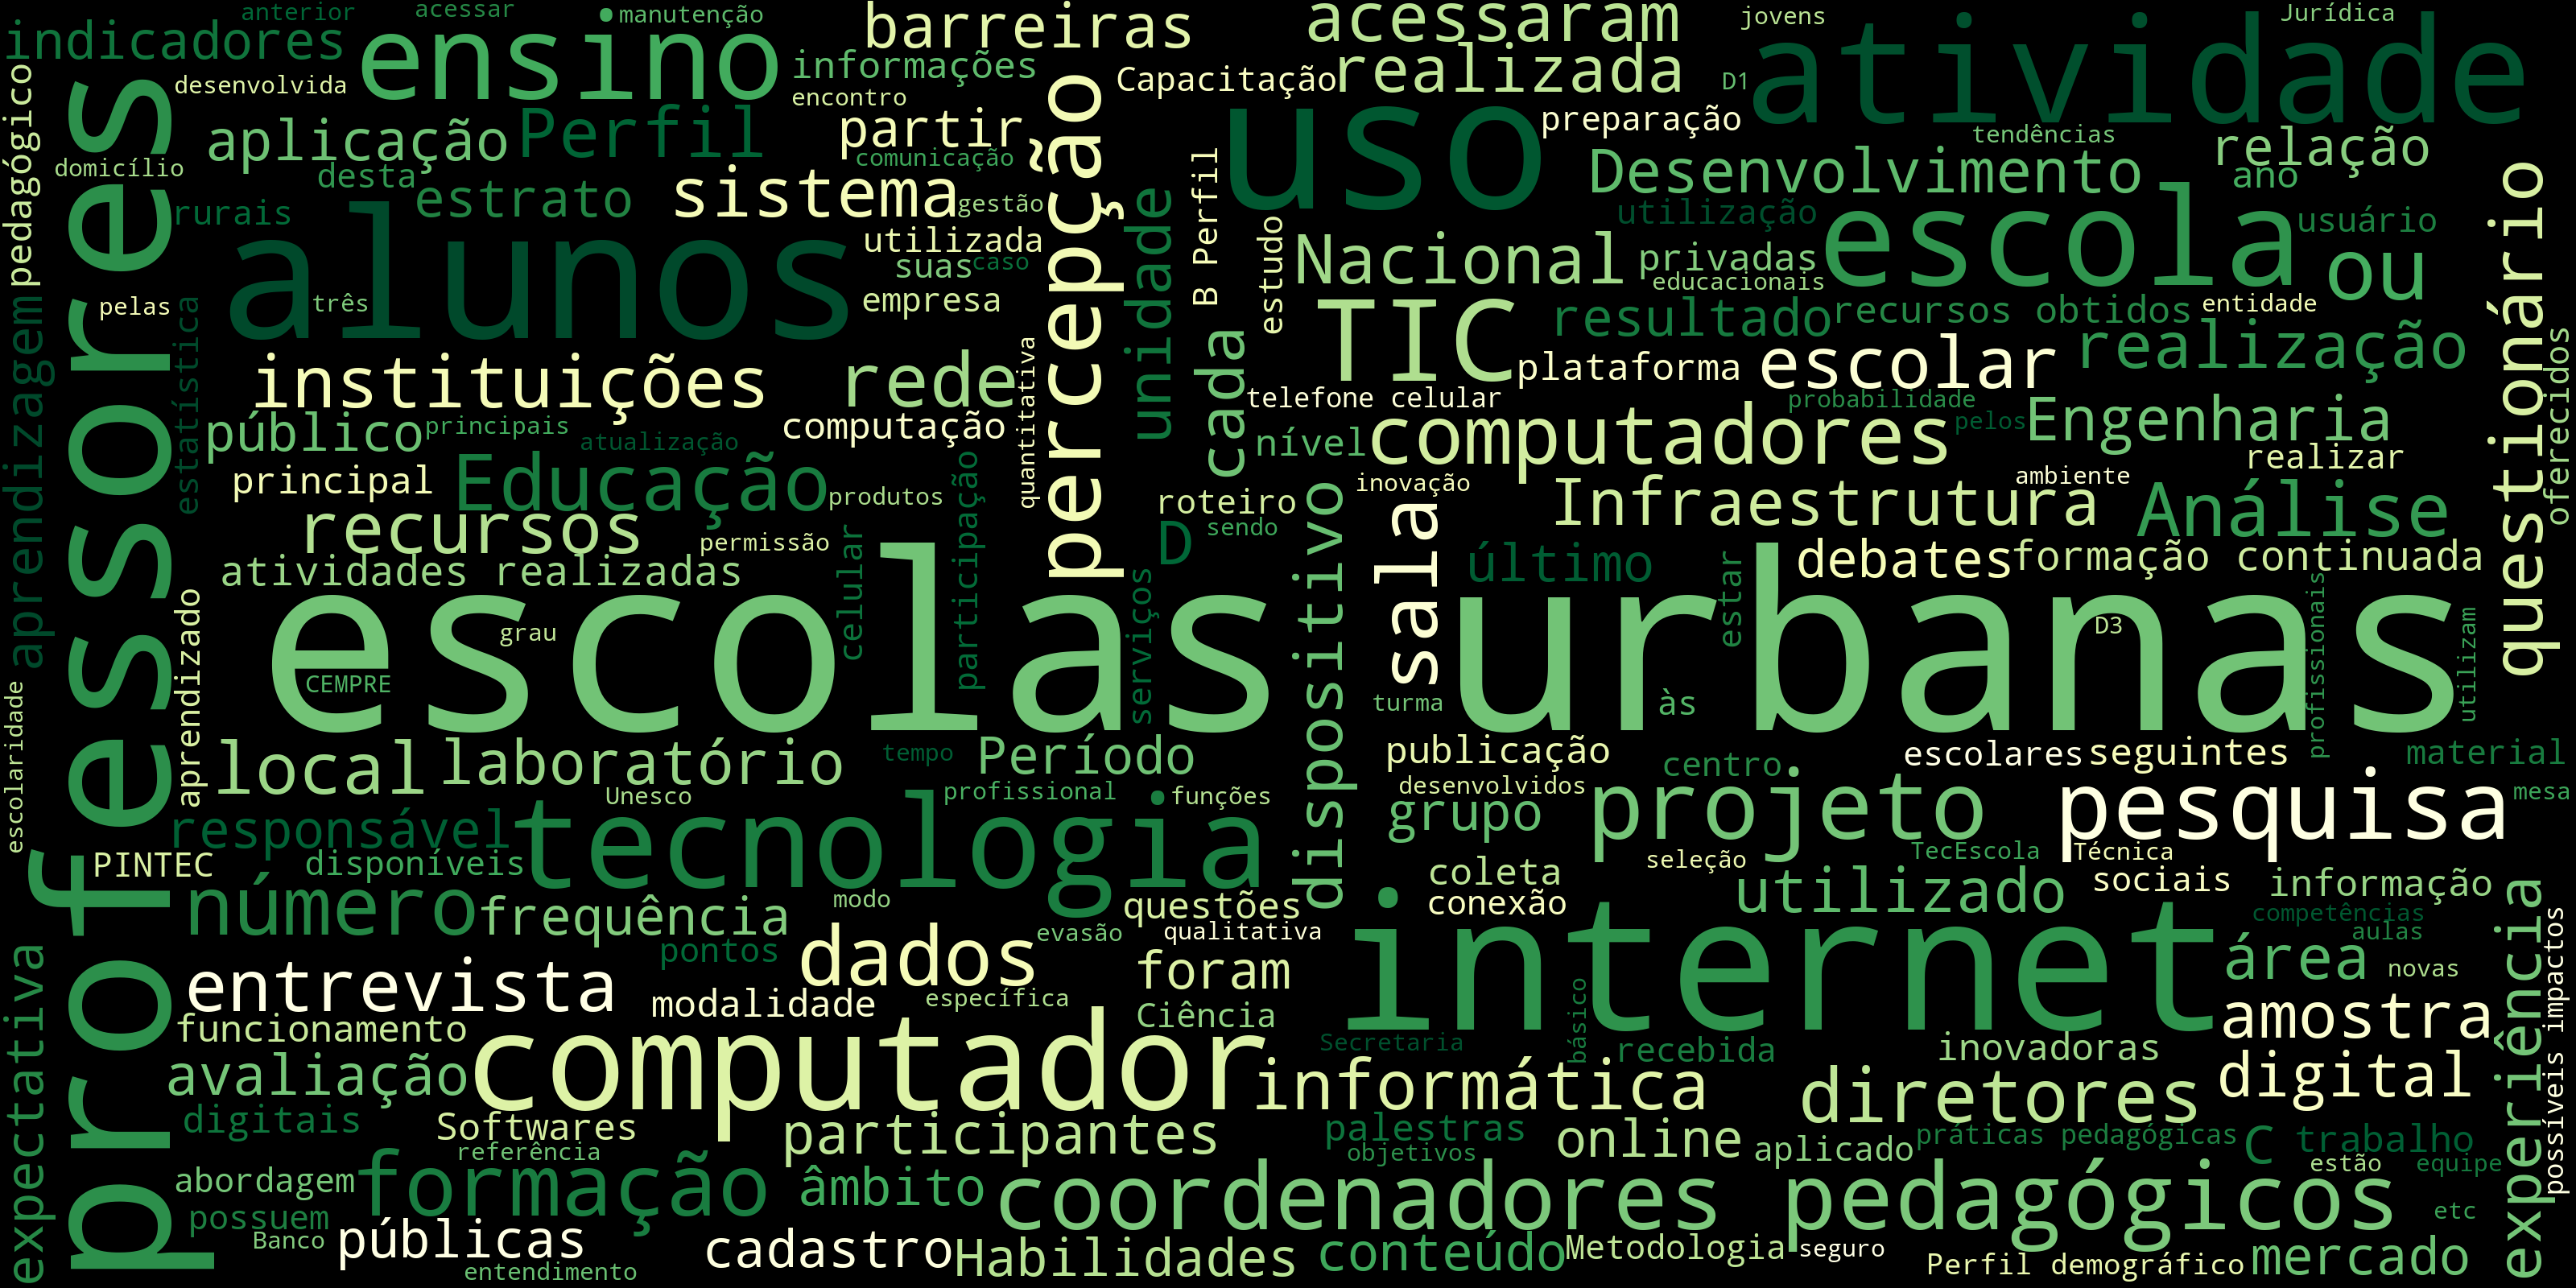 anterior
acessar
manutenção
barreiras
acessaram
jovens
Jurídica
indicadores
ensino
informações
Capacitação
realizada
D1
atividade
desenvolvida
encontro
pedagógico
professores
aplicação
Perfil
partir
percepção
uso
preparação
tendências
relação
domicílio
desta
comunicação
B Perfil
Desenvolvimento
ano
rurais
estrato
sistema
gestão
unidade
estudo
utilização
escola
usuário
questionário
alunos
utilizada
suas
caso
Nacional
privadas
educacionais
ou
pelas
três
empresa
TIC
resultado
recursos obtidos
entidade
aprendizagem
estatística
instituições
rede
quantitativa
cada
plataforma
escolar
realização
oferecidos
telefone celular
probabilidade
público
principais
atualização
computação
nível
computadores
pelos
Engenharia
principal
Educação
produtos
participação
roteiro
inovação
ambiente
realizar
recursos
permissão
D
sendo
dispositivo
sala
Infraestrutura
Análise
atividades realizadas
celular
serviços
último
estar
debates
formação continuada
aprendizado
escolas urbanas
grau
D3
profissionais
utilizam
CEMPRE
turma
às
escolaridade
local
laboratório
tempo
Período
publicação
centro
escolares
seguintes
material
Unesco
profissional
funções
desenvolvidos
responsável
tecnologia
grupo
projeto
pesquisa
mesa
PINTEC
disponíveis
coleta
seleção
TecEscola
Técnica
número
frequência
modo
questões
conexão
utilizado
sociais
informação
expectativa
pontos
dados
evasão
qualitativa
internet
competências
aulas
experiência
possíveis impactos
entrevista
modalidade
específica
foram
básico
área
novas
funcionamento
Ciência
Secretaria
recebida
inovadoras
amostra
avaliação
computador
informática
diretores
digital
digitais
Softwares
participantes
palestras
online
aplicado
práticas pedagógicas
C
trabalho
referência
objetivos
abordagem
formação
âmbito
coordenadores pedagógicos
estão
equipe
possuem
etc
Banco
públicas
cadastro
Habilidades
conteúdo
Metodologia
seguro
Perfil demográfico
mercado
entendimento